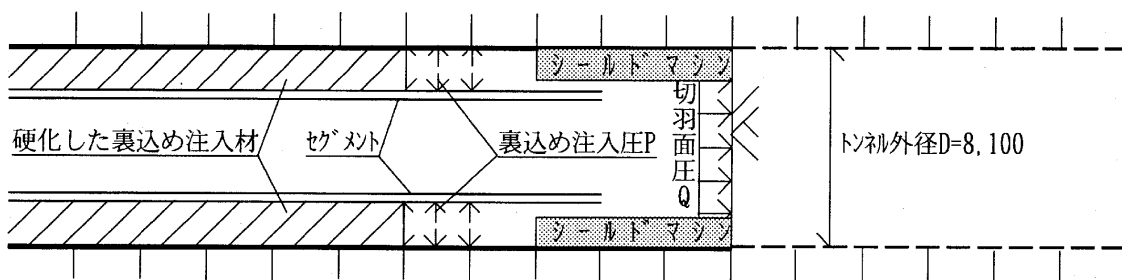 シールド マシン
切羽面圧Q
硬化した裏込め注入材
セグメント
裏込め注入圧P
トンネル外径D=8,100
シールド マシン